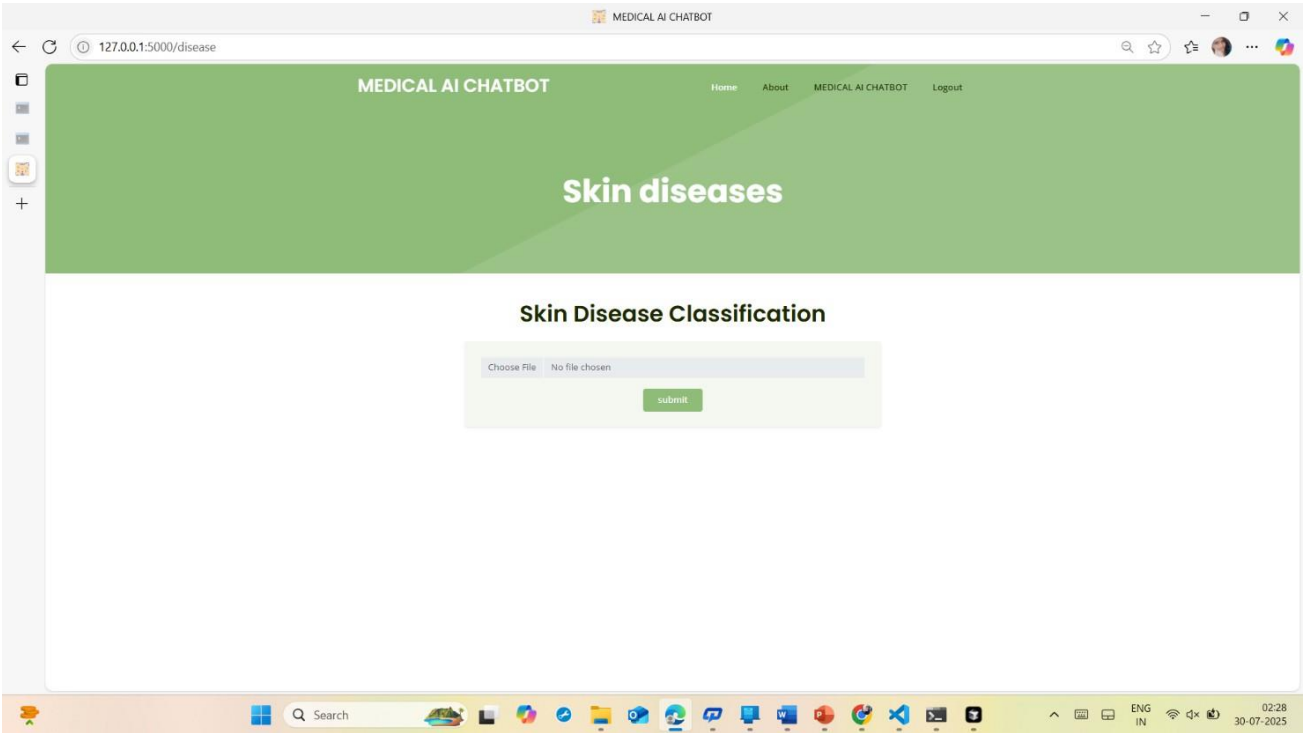 MEDICAL AI CHATBOT
127.0.0.1:5000/disease
MEDICAL AI CHATBOT Home About MEDICAL AI CHATBOT Logout
Skin diseases
Skin Disease Classification
Choose File No file chosen
submit
Search ENG 02:28
IN 30-07-2025